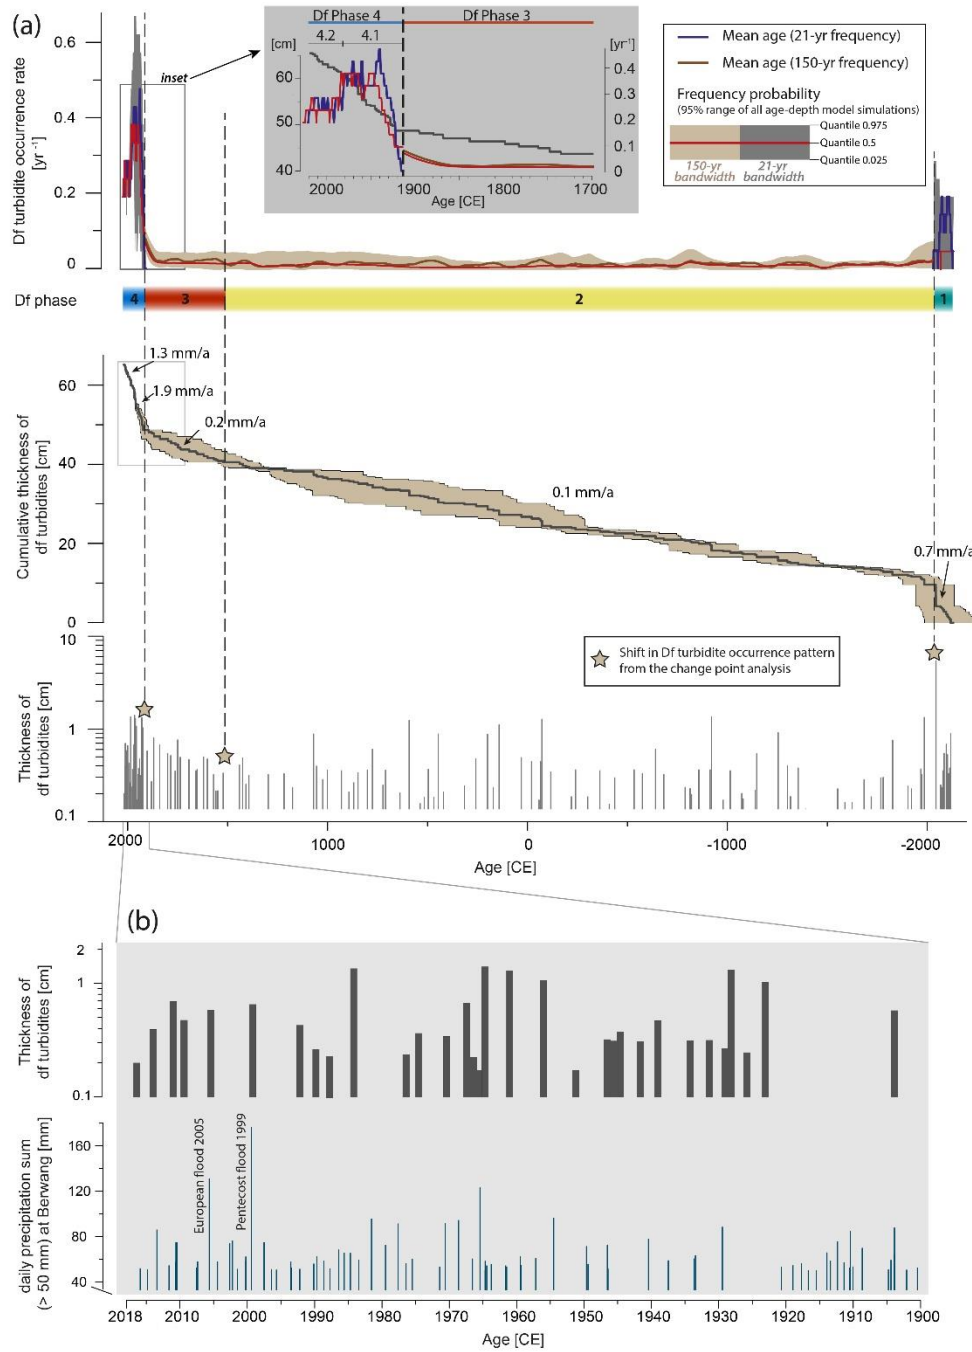 (a)
Df Phase 4
Df Phase 3
4.2
4.1
[cm]
[yr⁻¹]
60
50
40
0.4
0.3
0.2
0.1
0
2000
1900
1800
1700
Age [CE]
inset
Mean age (21-yr frequency)
Mean age (150-yr frequency)
Frequency probability
(95% range of all age-depth model simulations)
Quantile 0.975
Quantile 0.5
Quantile 0.025
150-yr
bandwidth
21-yr
bandwidth
Df turbidite occurrence rate
[yr⁻¹]
0.6
0.4
0.2
0
Df phase
4
3
2
1
Cumulative thickness of
df turbidites [cm]
60
40
20
0
1.3 mm/a
1.9 mm/a
0.2 mm/a
0.1 mm/a
0.7 mm/a
Shift in Df turbidite occurrence pattern
from the change point analysis
Thickness of
df turbidites [cm]
10
1
0.1
2000
1000
0
-1000
-2000
Age [CE]
(b)
Thickness of
df turbidites [cm]
2
1
0.1
daily precipitation sum
(> 50 mm) at Berwang [mm]
160
120
80
40
European flood 2005
Pentecost flood 1999
2018
2010
2000
1990
1980
1970
1960
1950
1940
1930
1920
1910
1900
Age [CE]